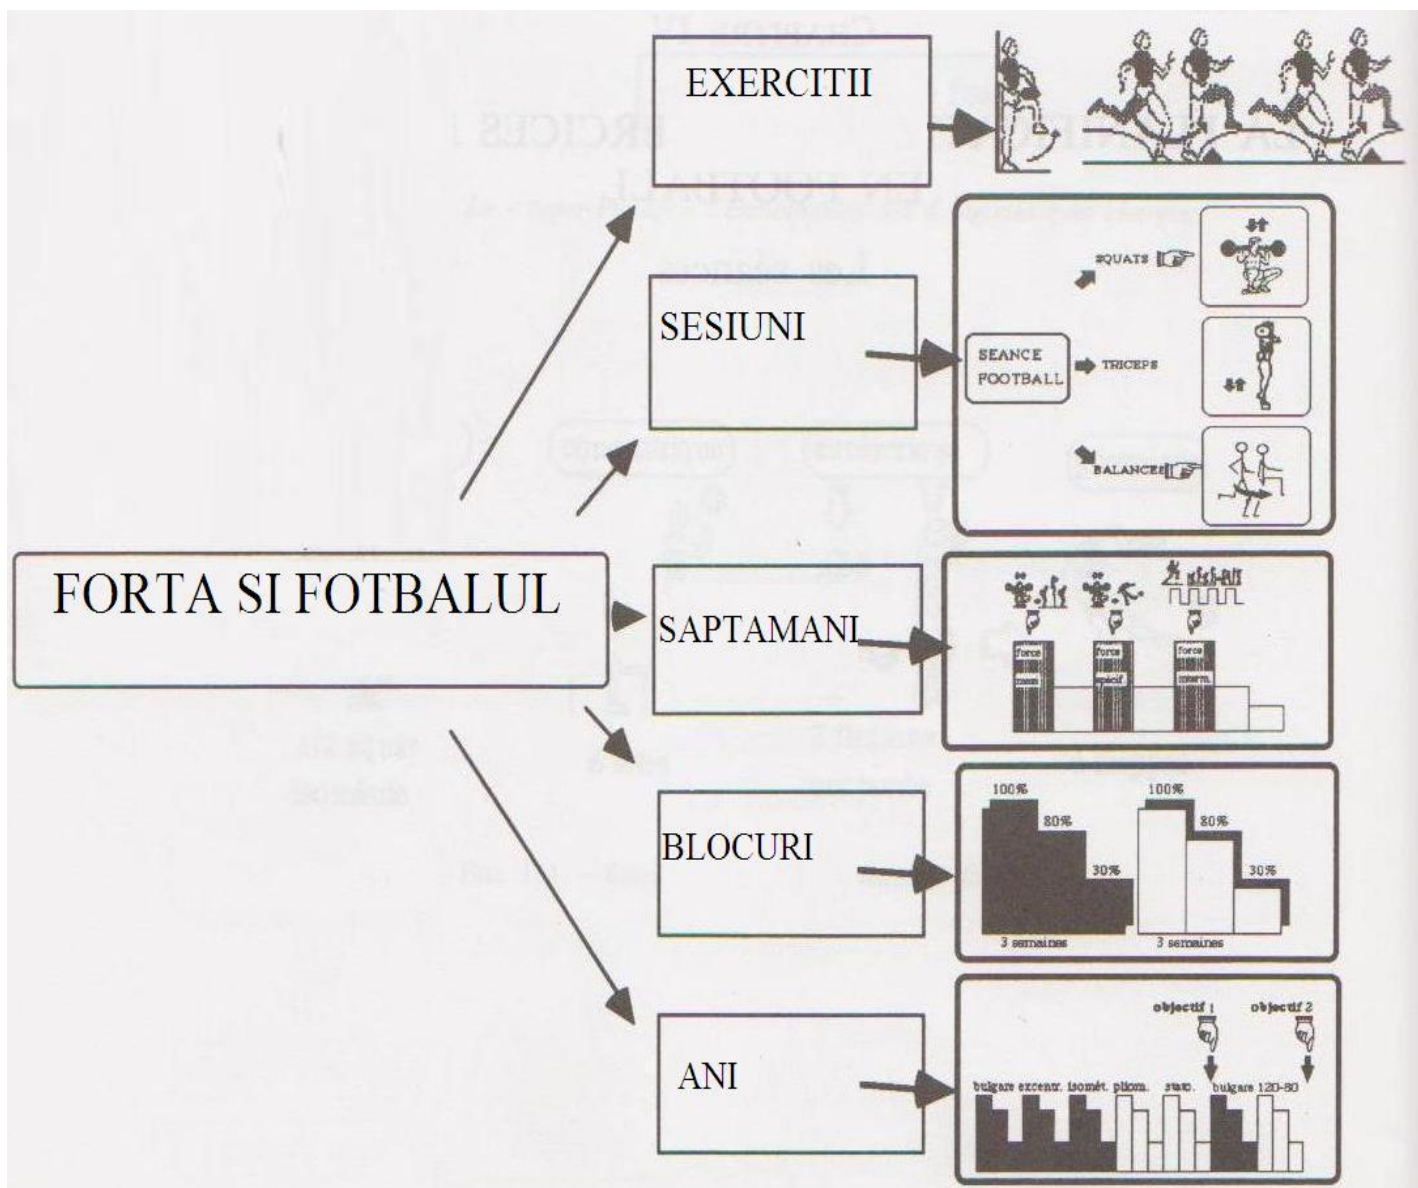 EXERCITII
SESIUNI
SQUATS
SEANCE
FOOTBALL
TRICEPS
BALANCES
FORTA SI FOTBALUL
SAPTAMANI
force
force
force
spécif.
interm.
BLOCURI
100%
80%
30%
3 semaines
100%
80%
30%
3 semaines
ANI
objectif 1
objectif 2
bulgare excentr. isomét. pliom. stato. bulgare 120-80